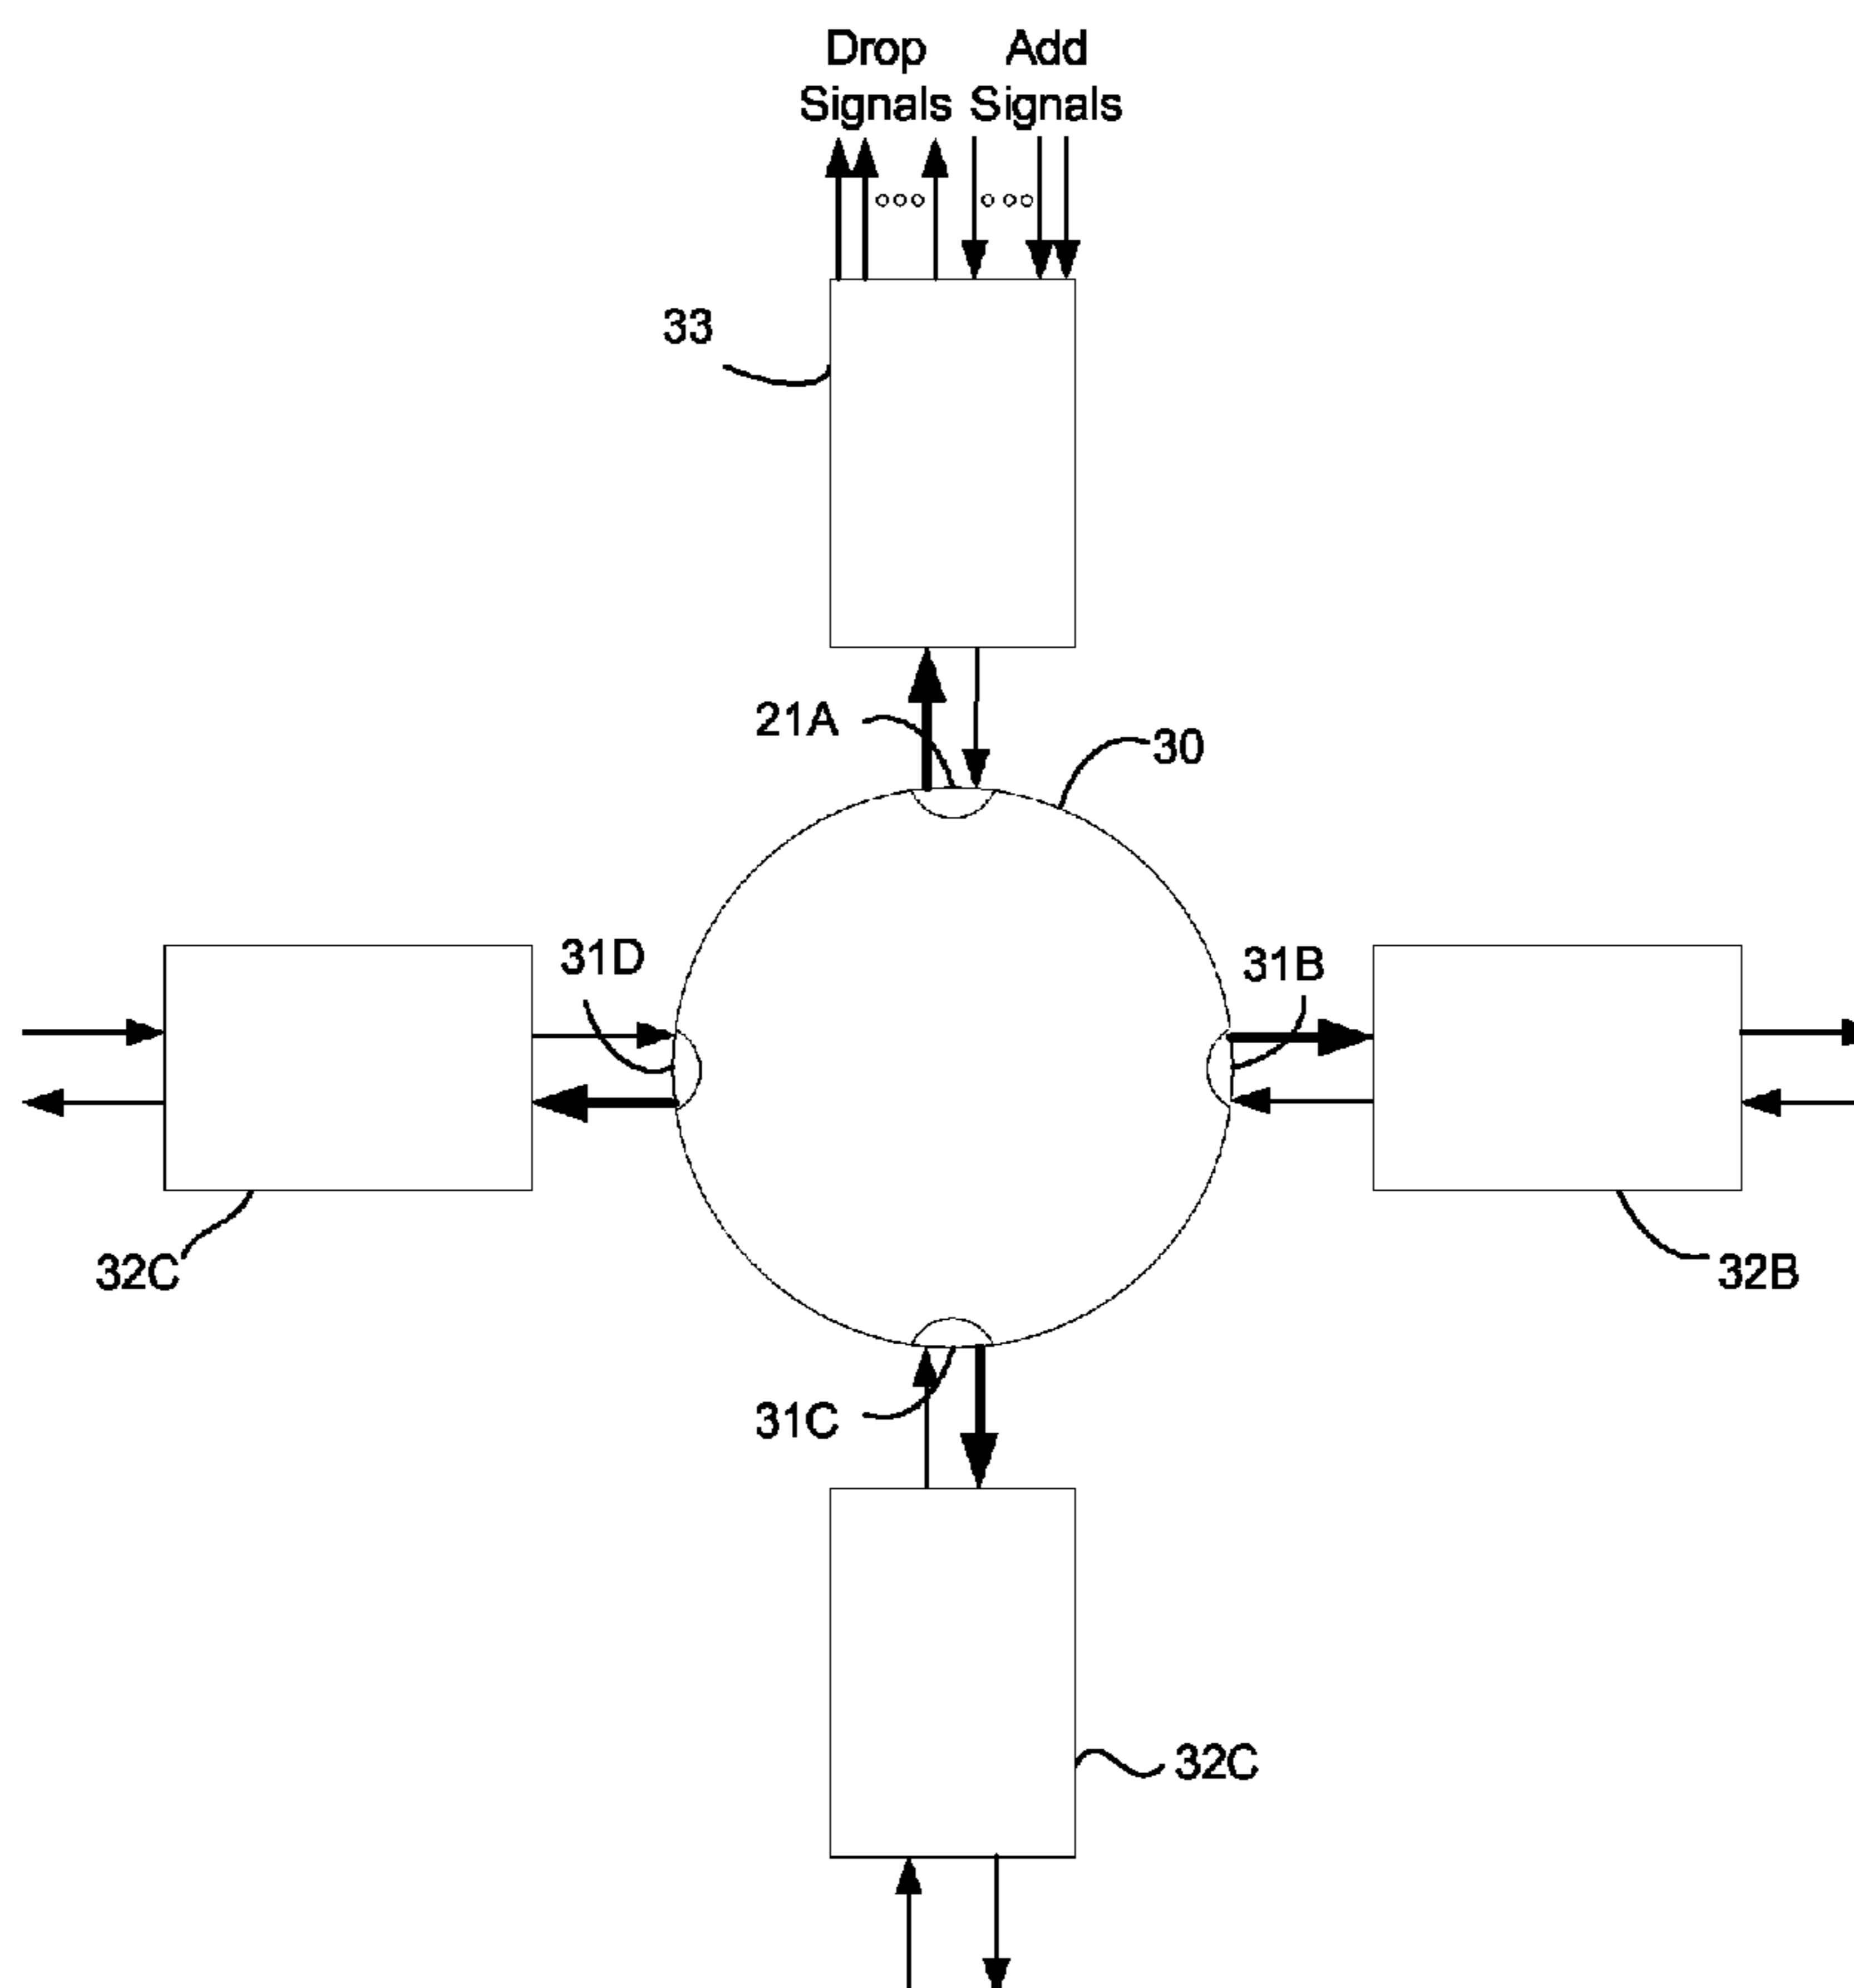 Drop Add
Signals Signals
33
21A
30
31D
31B
32C
32B
31C
32C